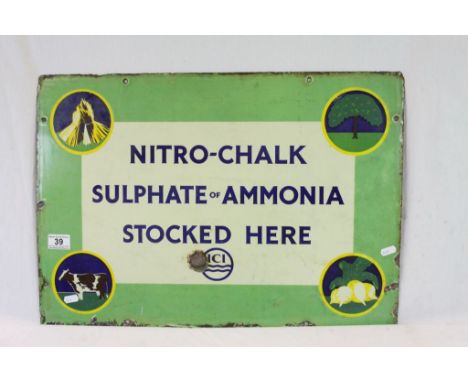 NITRO-CHALK
SULPHATE OF AMMONIA
STOCKED HERE
ICI
39